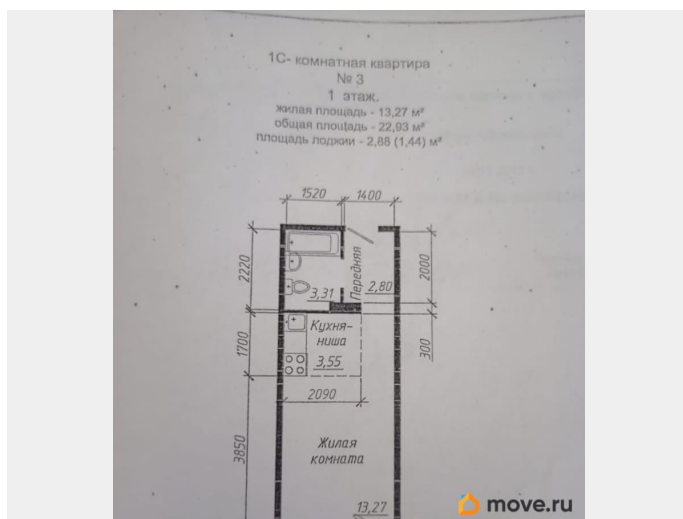 1С- комнатная квартира
№ 3
1 этаж.
жилая площадь - 13,27 м²
общая площадь - 22,93 м²
площадь лоджии - 2,88 (1,44) м²
1520
1400
2220
Передняя
2000
3,31
2,80
Кухня-
ниша
1700
300
3,55
2090
3850
Жилая
комната
13,27
move.ru